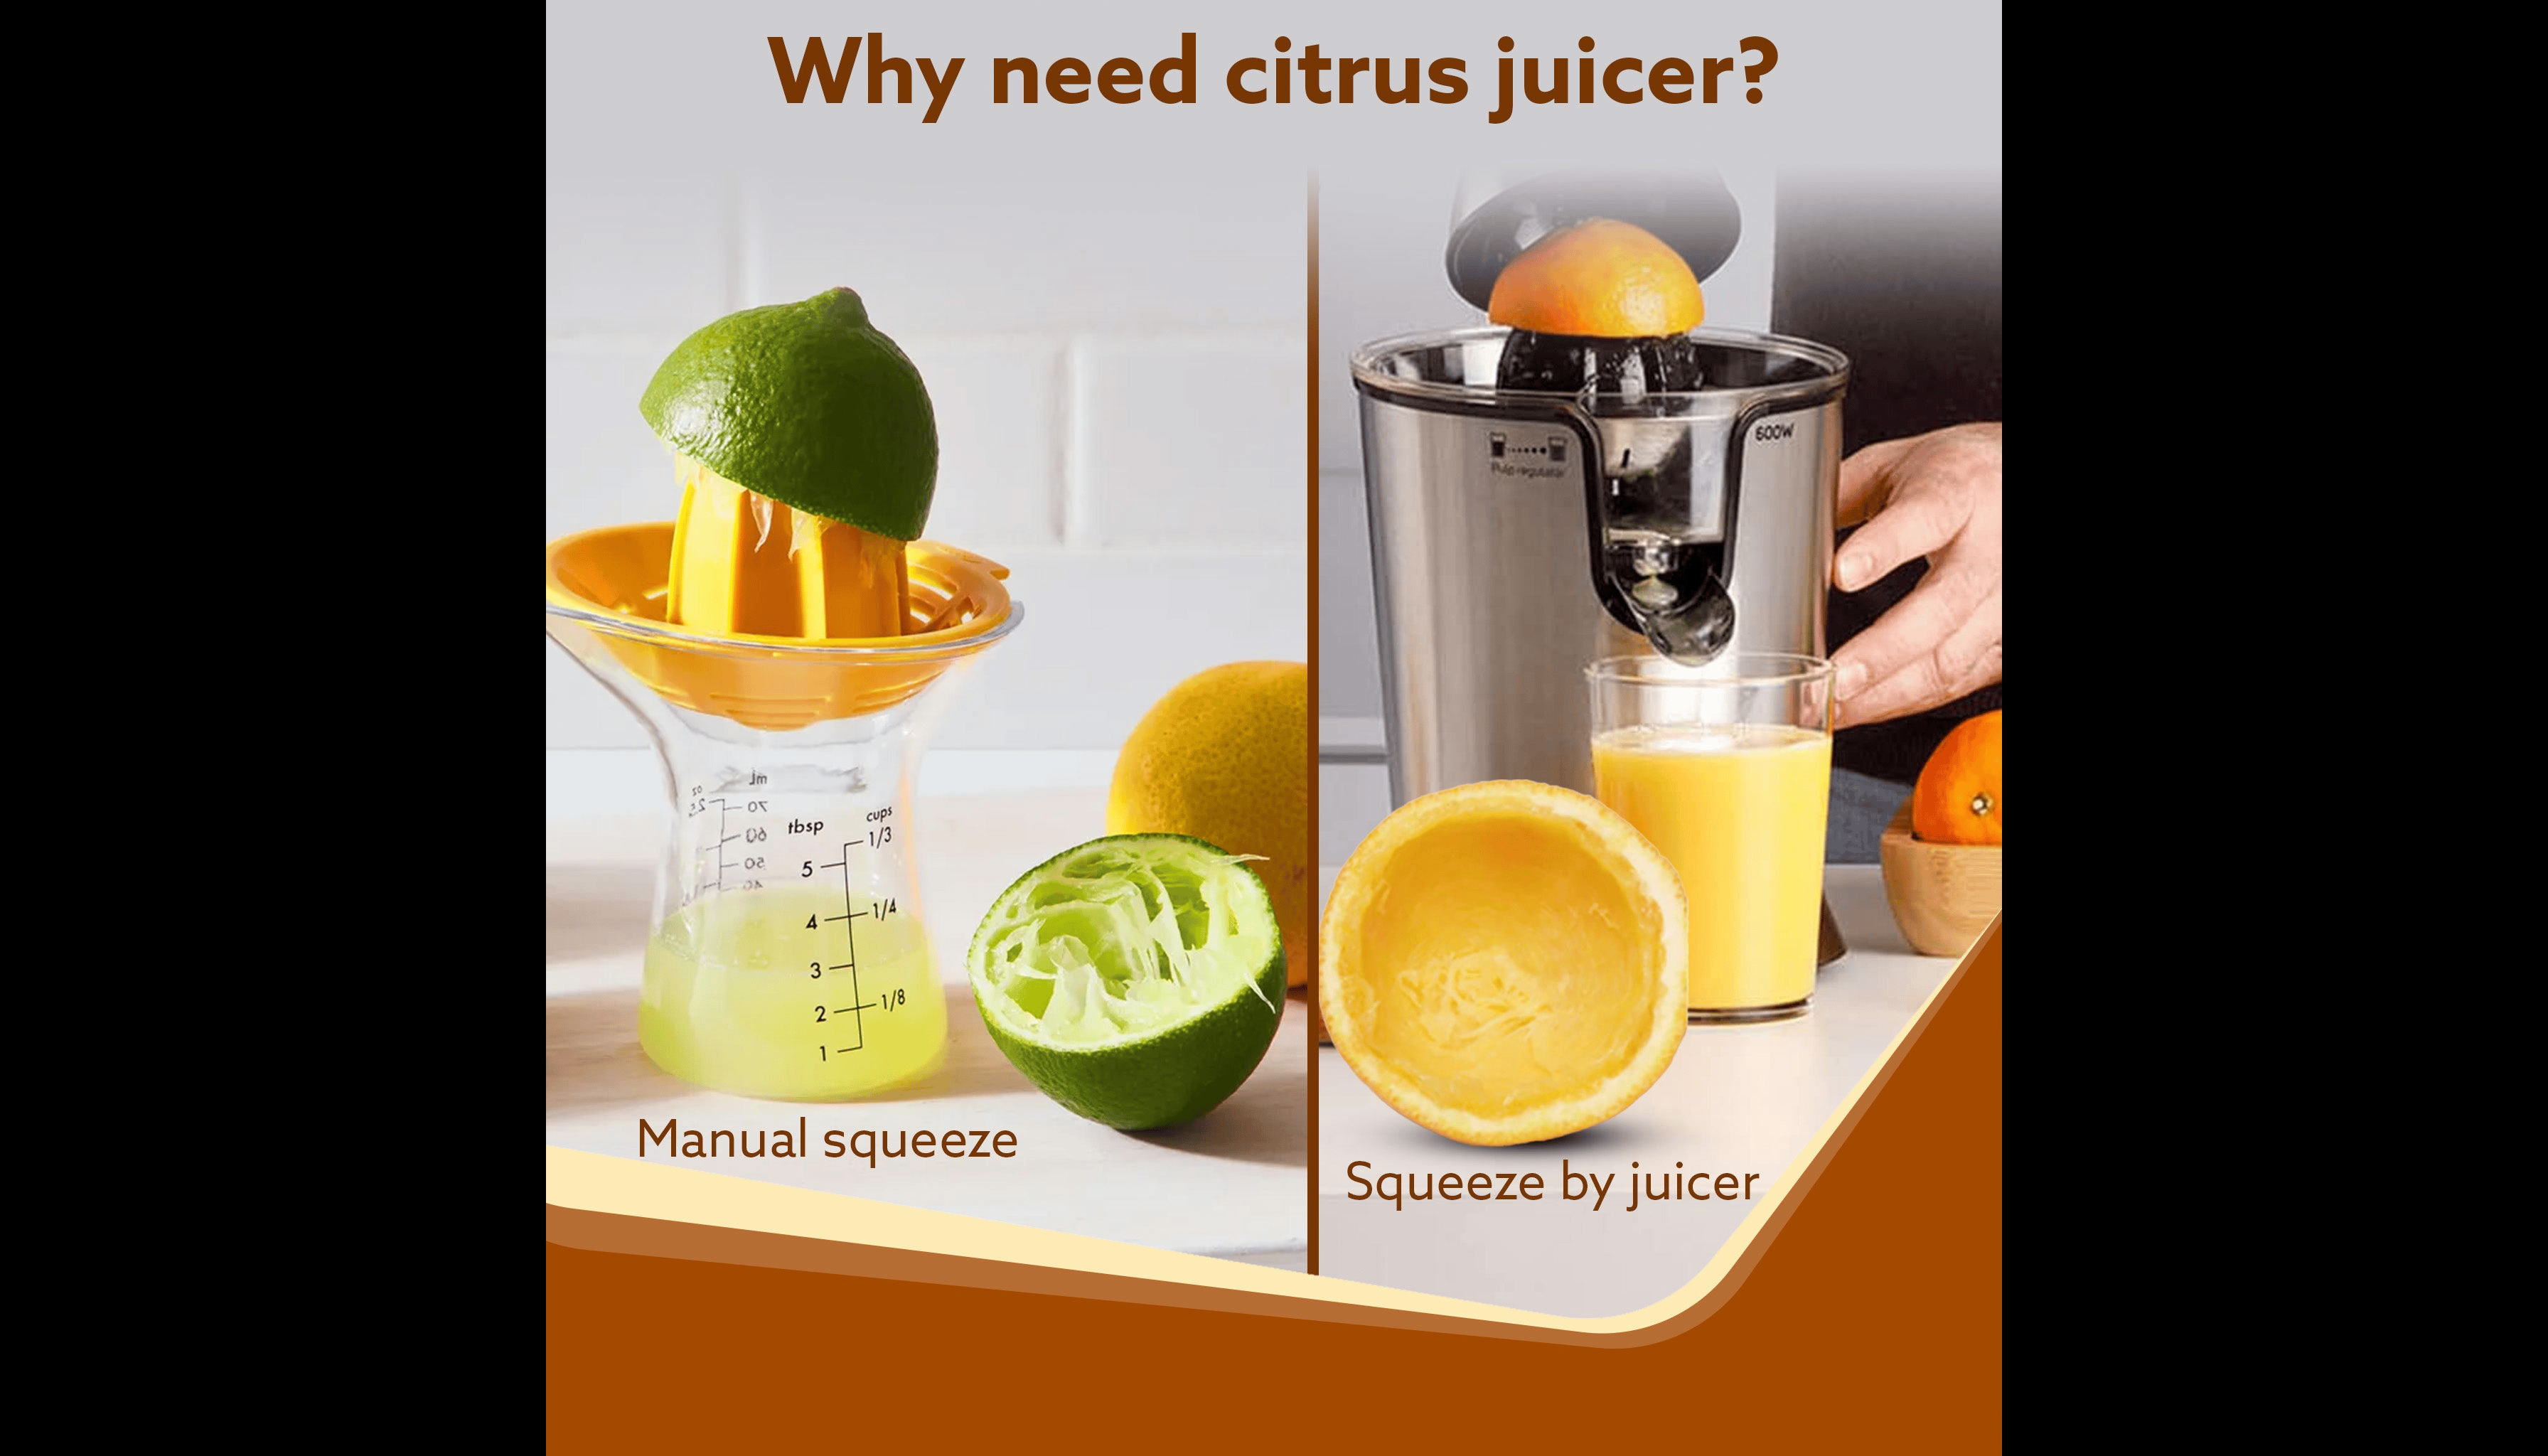 Why need citrus juicer?
600W
Pulp regulator
mL
oz
70
60
50
tbsp
cups
1/3
5
4
1/4
3
2
1/8
1
Manual squeeze
Squeeze by juicer